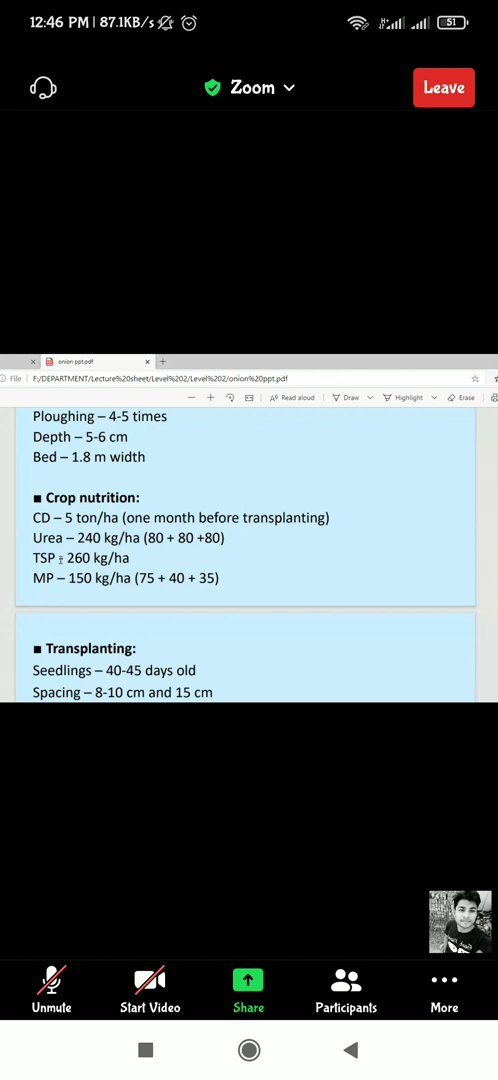 12:46 PM | 87.1KB/s
51
Zoom
Leave
onion ppt.pdf
File | F:/DEPARTMENT/Lecture%20sheet/Level%202/Level%202/onion%20ppt.pdf
Read aloud | Draw Highlight Erase
Ploughing – 4-5 times
Depth – 5-6 cm
Bed – 1.8 m width
■ Crop nutrition:
CD – 5 ton/ha (one month before transplanting)
Urea – 240 kg/ha (80 + 80 +80)
TSP – 260 kg/ha
MP – 150 kg/ha (75 + 40 + 35)
■ Transplanting:
Seedlings – 40-45 days old
Spacing – 8-10 cm and 15 cm
Unmute Start Video Share Participants More